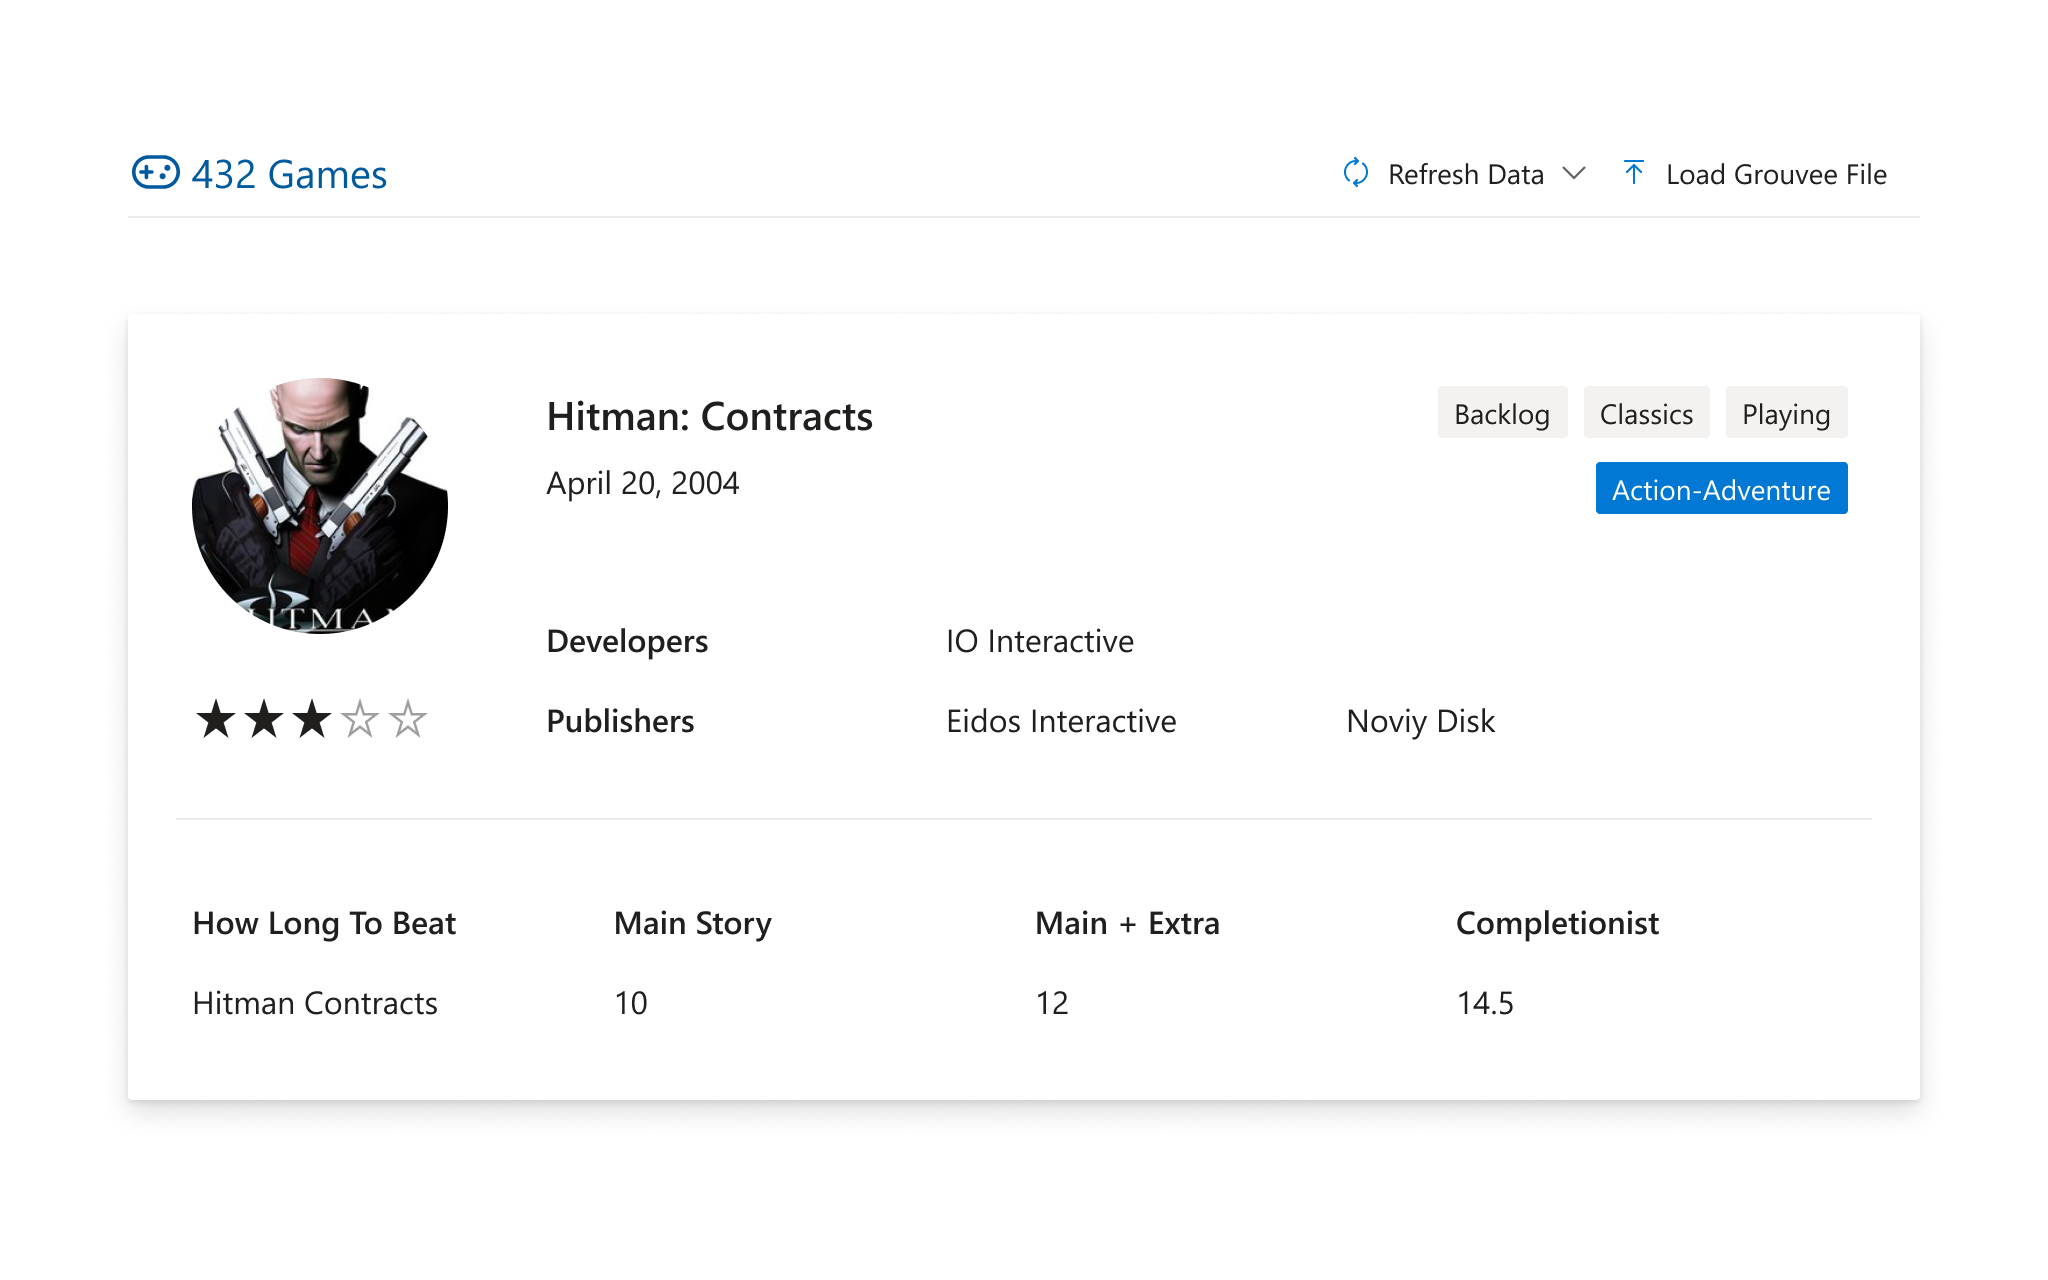 432 Games
Refresh Data
Load Grouvee File
Hitman: Contracts
April 20, 2004
Backlog Classics Playing
Action-Adventure
HITMAN
Developers IO Interactive
Publishers Eidos Interactive Noviy Disk
How Long To Beat Main Story Main + Extra Completionist
Hitman Contracts 10 12 14.5